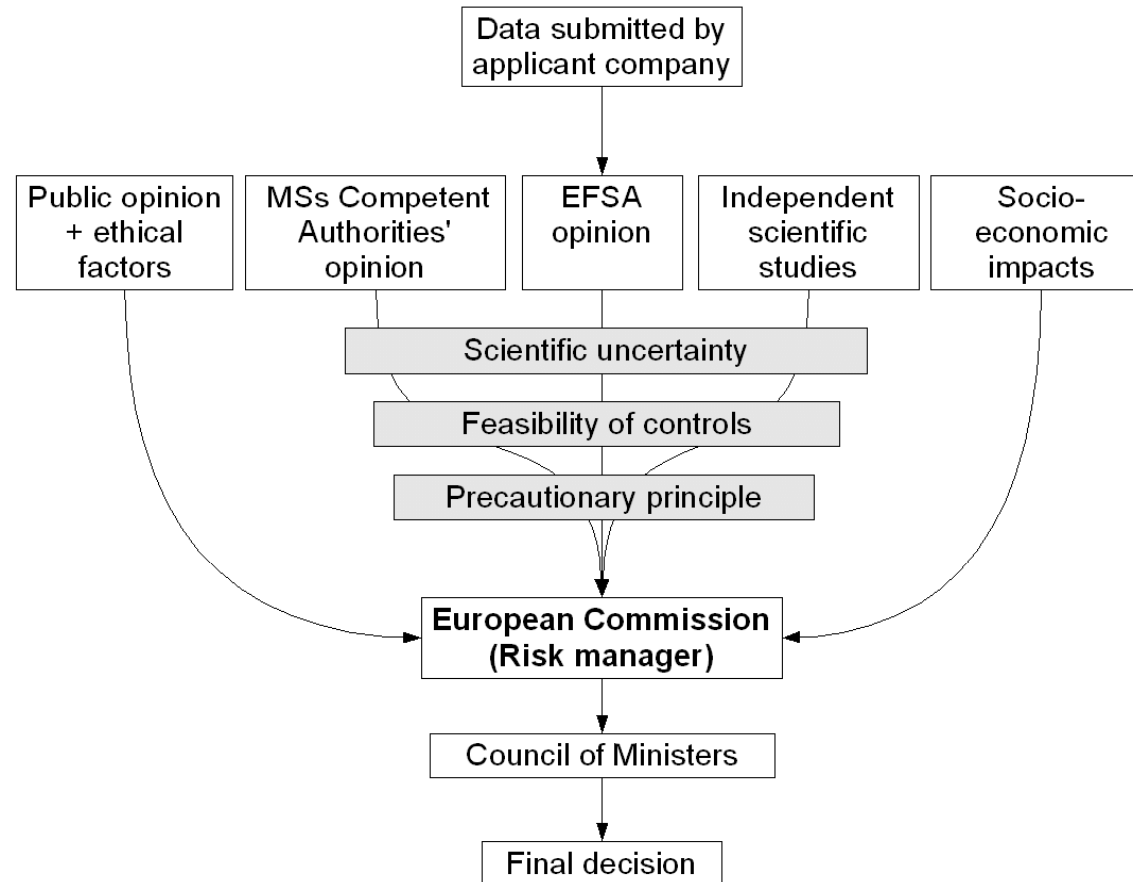 Data submitted by
applicant company
Public opinion
+ ethical
factors
MSs Competent
Authorities'
opinion
EFSA
opinion
Independent
scientific
studies
Socio-
economic
impacts
Scientific uncertainty
Feasibility of controls
Precautionary principle
European Commission
(Risk manager)
Council of Ministers
Final decision